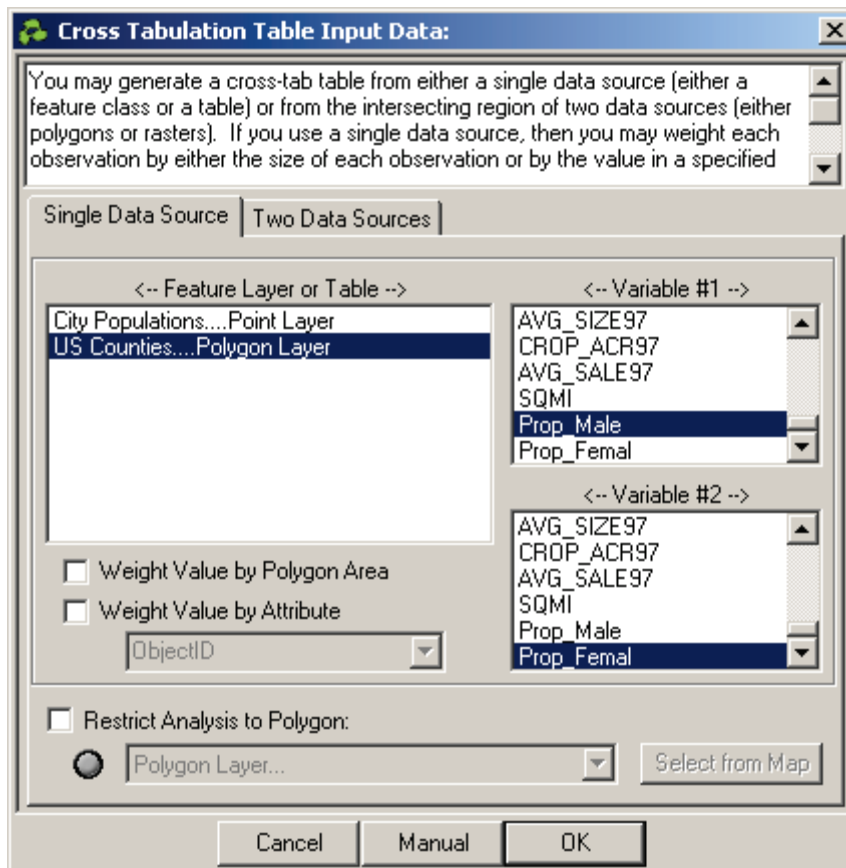 Cross Tabulation Table Input Data:
You may generate a cross-tab table from either a single data source (either a
feature class or a table) or from the intersecting region of two data sources (either
polygons or rasters).  If you use a single data source, then you may weight each
observation by either the size of each observation or by the value in a specified
Single Data Source
Two Data Sources
<-- Feature Layer or Table -->
City Populations....Point Layer
US Counties....Polygon Layer
Weight Value by Polygon Area
Weight Value by Attribute
ObjectID
<-- Variable #1 -->
AVG_SIZE97
CROP_ACR97
AVG_SALE97
SQMI
Prop_Male
Prop_Femal
<-- Variable #2 -->
AVG_SIZE97
CROP_ACR97
AVG_SALE97
SQMI
Prop_Male
Prop_Femal
Restrict Analysis to Polygon:
Polygon Layer...
Select from Map
Cancel
Manual
OK